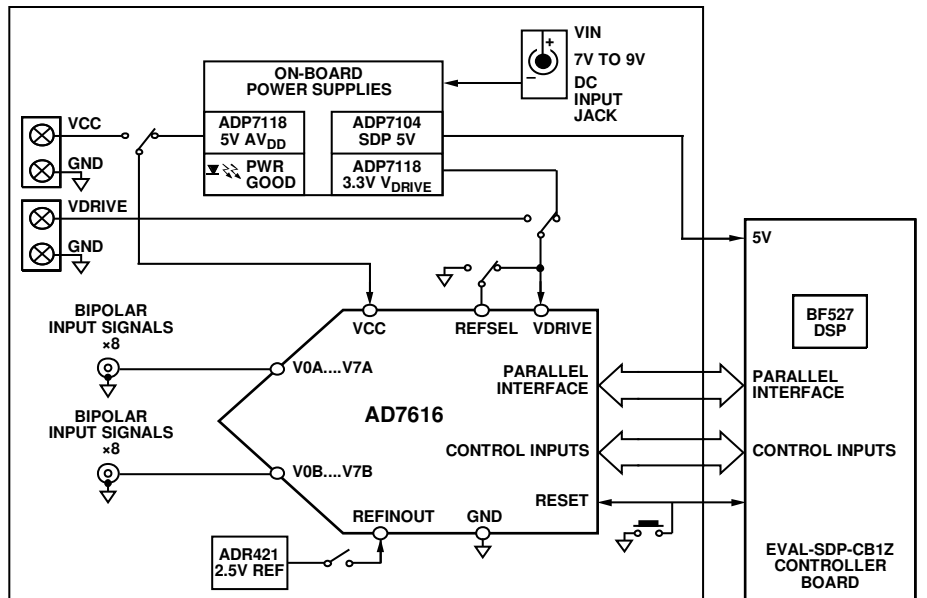 VIN
+
7V TO 9V
–
DC
INPUT
JACK
ON-BOARD
POWER SUPPLIES
ADP7118
5V AVDD
PWR
GOOD
ADP7104
SDP 5V
ADP7118
3.3V VDRIVE
VCC
GND
VDRIVE
GND
5V
BF527
DSP
BIPOLAR
INPUT SIGNALS
×8
BIPOLAR
INPUT SIGNALS
×8
VCC
REFSEL
VDRIVE
V0A....V7A
PARALLEL
INTERFACE
AD7616
CONTROL INPUTS
V0B....V7B
RESET
REFINOUT
GND
ADR421
2.5V REF
PARALLEL
INTERFACE
CONTROL INPUTS
EVAL-SDP-CB1Z
CONTROLLER
BOARD